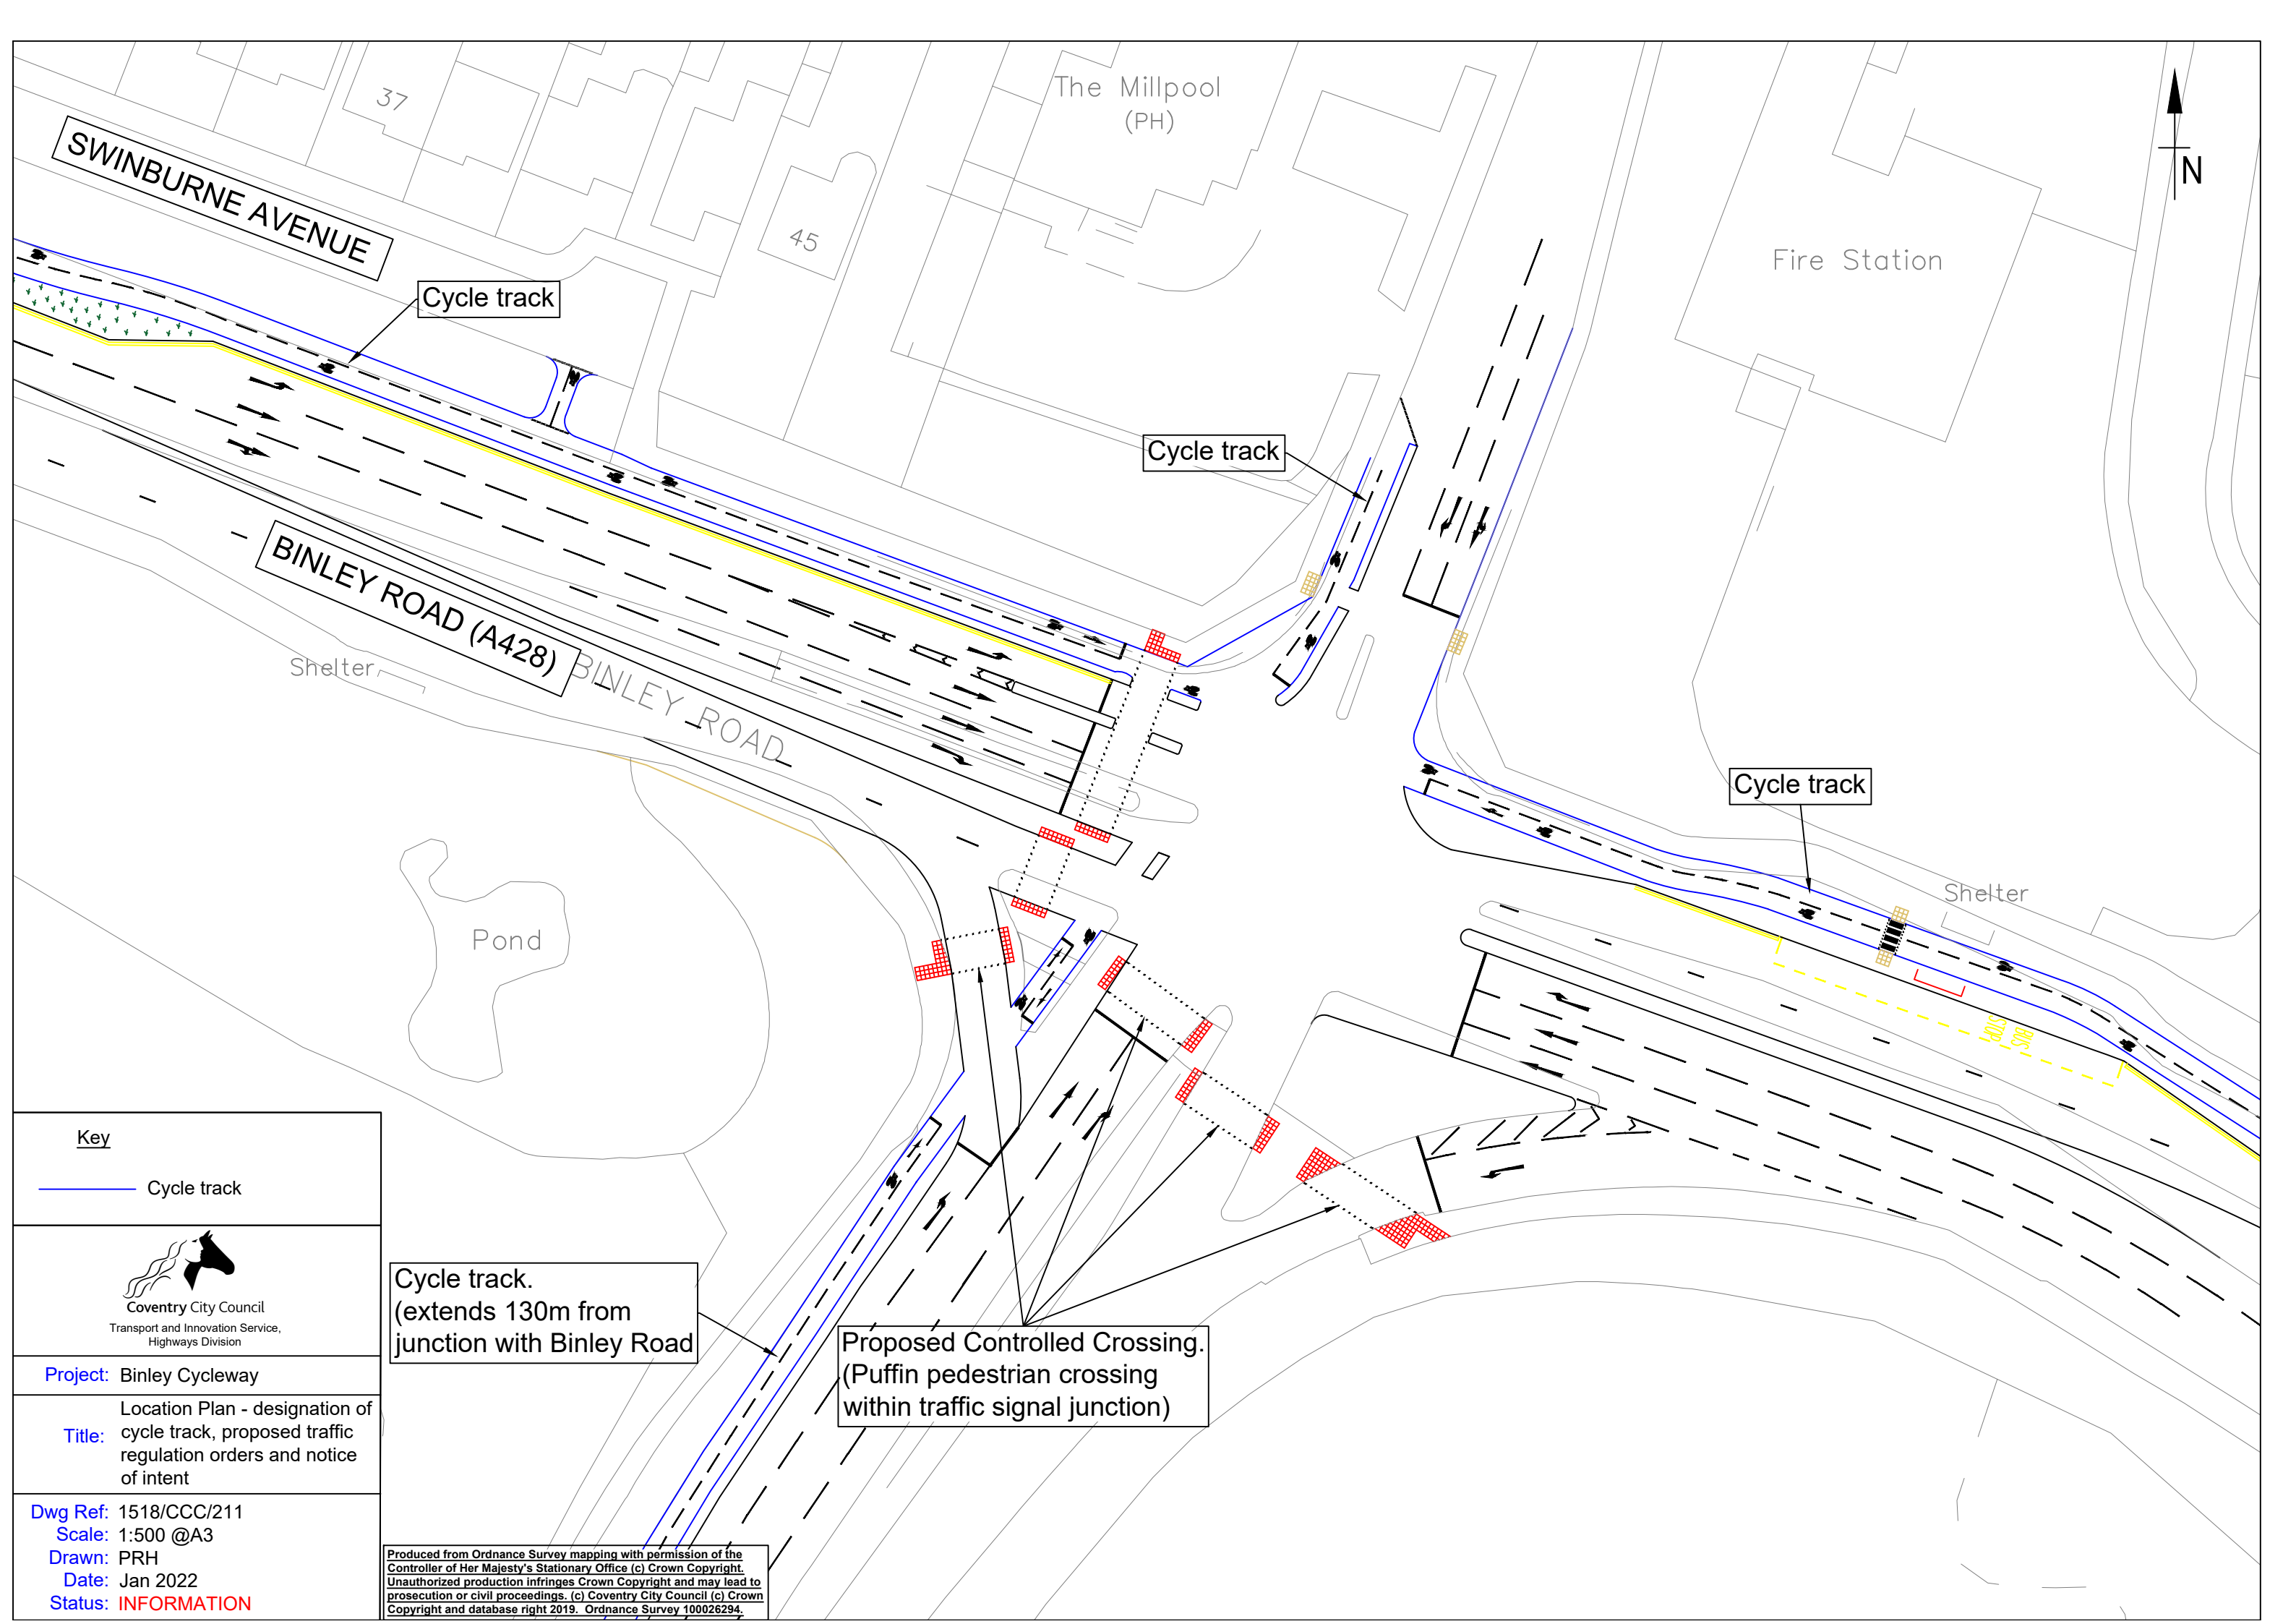 The Millpool
(PH)
37
SWINBURNE AVENUE
45
N
Fire Station
Cycle track
Cycle track
BINLEY ROAD (A428)
Shelter
BINLEY ROAD
Cycle track
Shelter
Pond
BUS
STOP
Key
Cycle track
Coventry City Council
Transport and Innovation Service,
Highways Division
Project: Binley Cycleway
Title: Location Plan - designation of
cycle track, proposed traffic
regulation orders and notice
of intent
Dwg Ref: 1518/CCC/211
Scale: 1:500 @A3
Drawn: PRH
Date: Jan 2022
Status: INFORMATION
Cycle track.
(extends 130m from
junction with Binley Road
Proposed Controlled Crossing.
(Puffin pedestrian crossing
within traffic signal junction)
Produced from Ordnance Survey mapping with permission of the
Controller of Her Majesty's Stationary Office (c) Crown Copyright.
Unauthorized production infringes Crown Copyright and may lead to
prosecution or civil proceedings. (c) Coventry City Council (c) Crown
Copyright and database right 2019. Ordnance Survey 100026294.